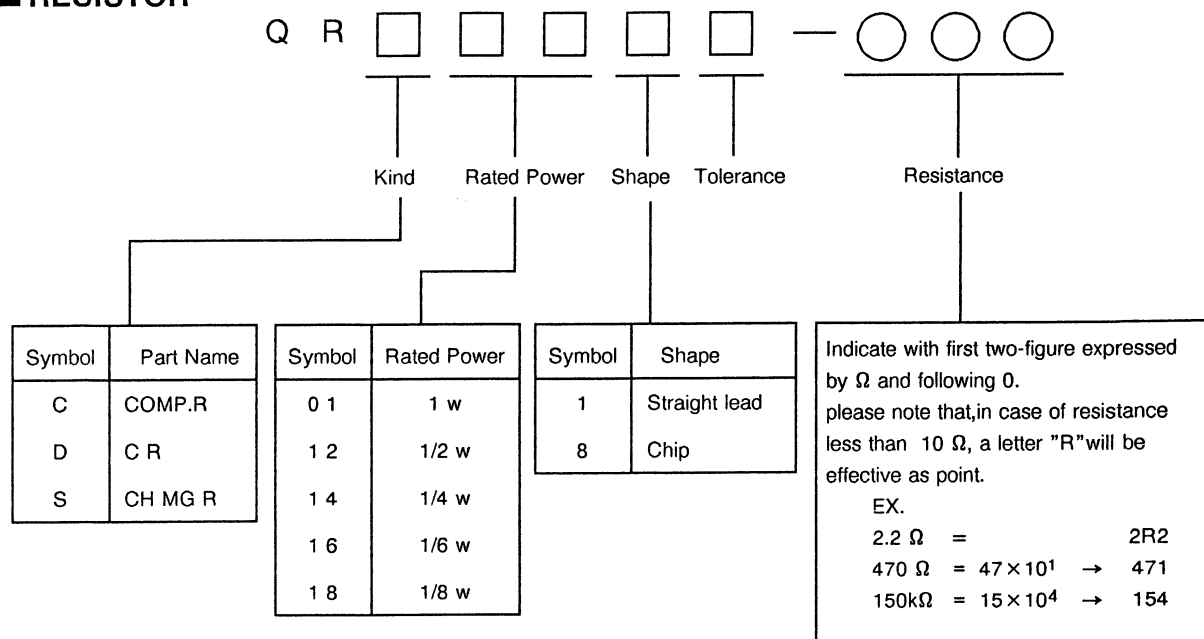 RESISTOR
Q R □ □ □ □ □ — ○ ○ ○
Kind Rated Power Shape Tolerance Resistance
Symbol Part Name
C COMP.R
D C R
S CH MG R
Symbol Rated Power
0 1 1 w
1 2 1/2 w
1 4 1/4 w
1 6 1/6 w
1 8 1/8 w
Symbol Shape
1 Straight lead
8 Chip
Indicate with first two-figure expressed
by Ω and following 0.
please note that,in case of resistance
less than 10 Ω, a letter "R"will be
effective as point.
EX.
2.2 Ω = 2R2
470 Ω = 47×10¹ → 471
150kΩ = 15×10⁴ → 154